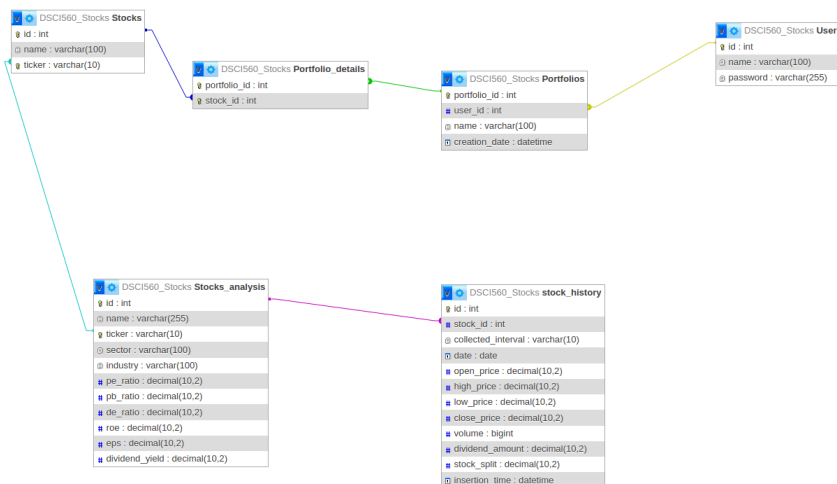 DSCI560_Stocks Stocks
id : int
name : varchar(100)
ticker : varchar(10)
DSCI560_Stocks Portfolio_details
portfolio_id : int
stock_id : int
DSCI560_Stocks Portfolios
portfolio_id : int
user_id : int
name : varchar(100)
creation_date : datetime
DSCI560_Stocks User
id : int
name : varchar(100)
password : varchar(255)
DSCI560_Stocks Stocks_analysis
id : int
name : varchar(255)
ticker : varchar(10)
sector : varchar(100)
industry : varchar(100)
pe_ratio : decimal(10,2)
pb_ratio : decimal(10,2)
de_ratio : decimal(10,2)
roe : decimal(10,2)
eps : decimal(10,2)
dividend_yield : decimal(10,2)
DSCI560_Stocks stock_history
id : int
stock_id : int
collected_interval : varchar(10)
date : date
open_price : decimal(10,2)
high_price : decimal(10,2)
low_price : decimal(10,2)
close_price : decimal(10,2)
volume : bigint
dividend_amount : decimal(10,2)
stock_split : decimal(10,2)
insertion_time : datetime